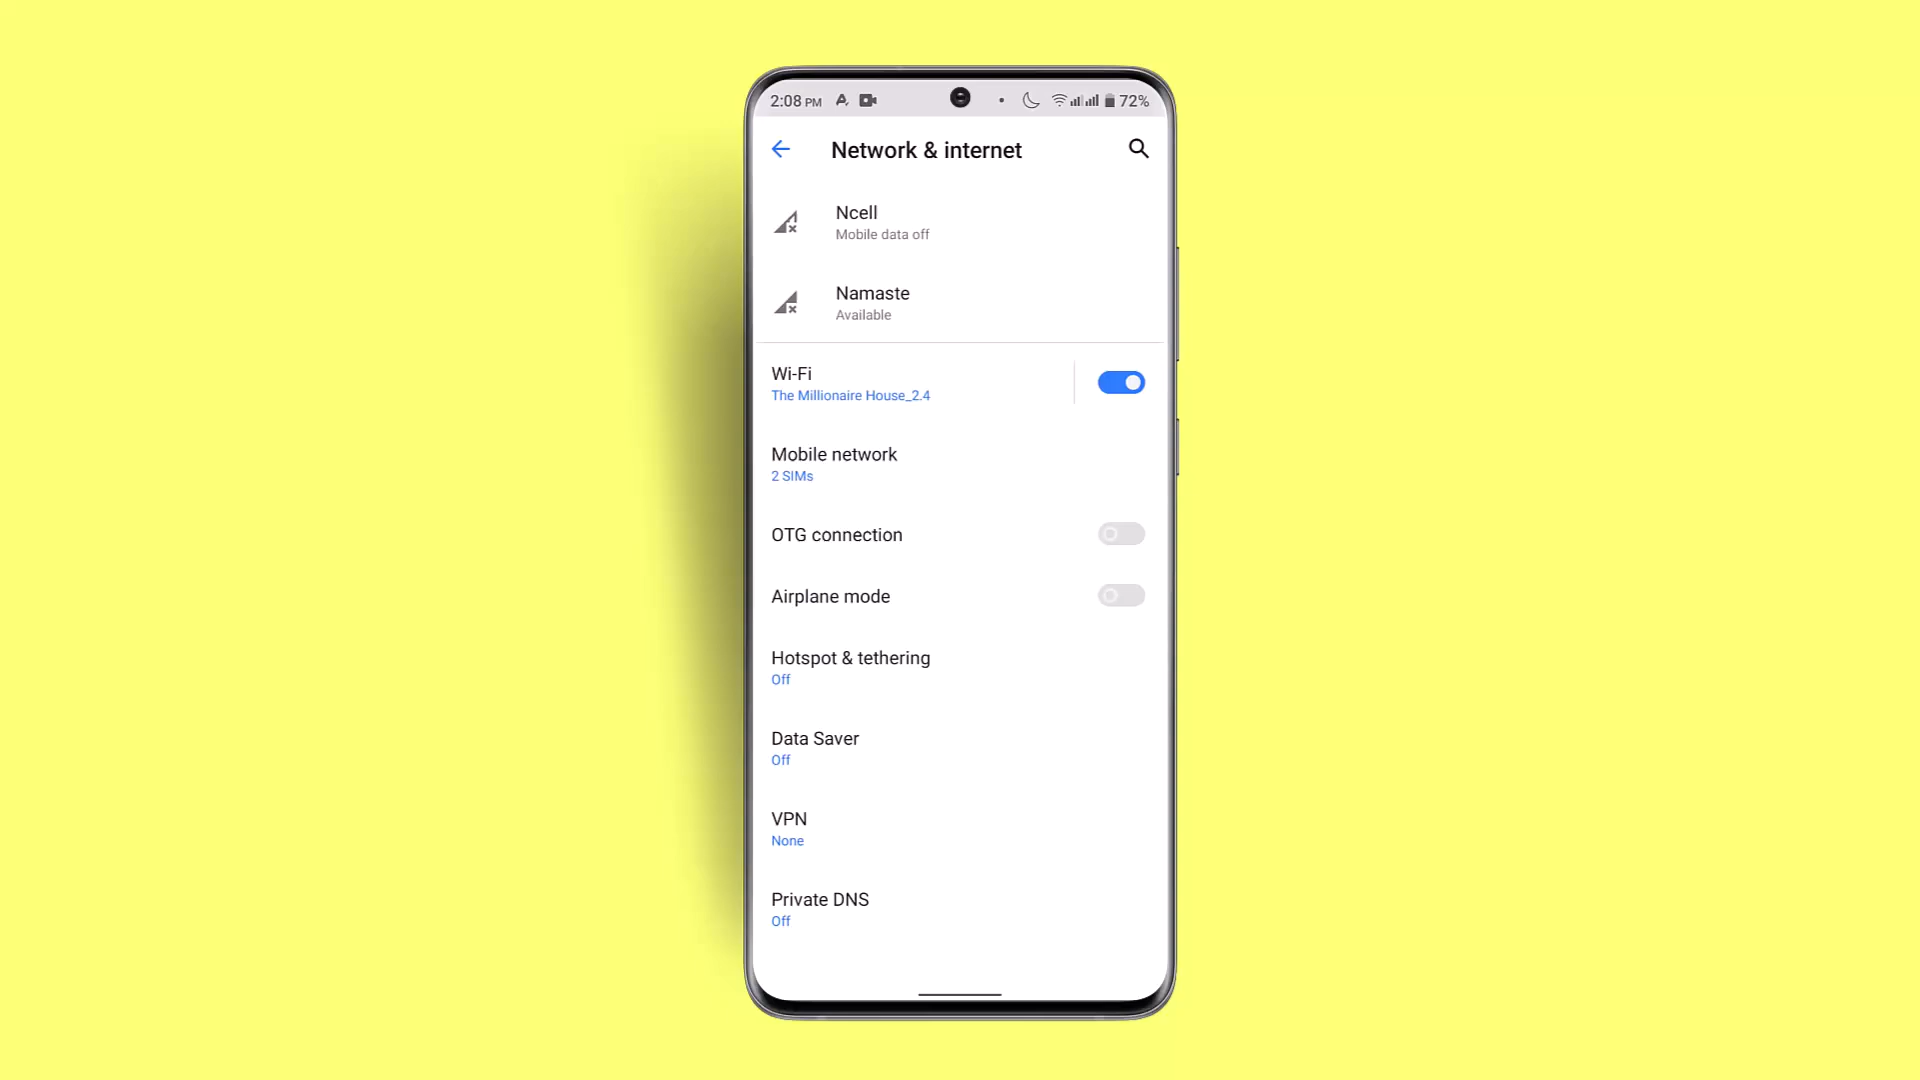 2:08 PM 72%
Network & internet
Ncell
Mobile data off
Namaste
Available
Wi-Fi
The Millionaire House_2.4
Mobile network
2 SIMs
OTG connection
Airplane mode
Hotspot & tethering
Off
Data Saver
Off
VPN
None
Private DNS
Off